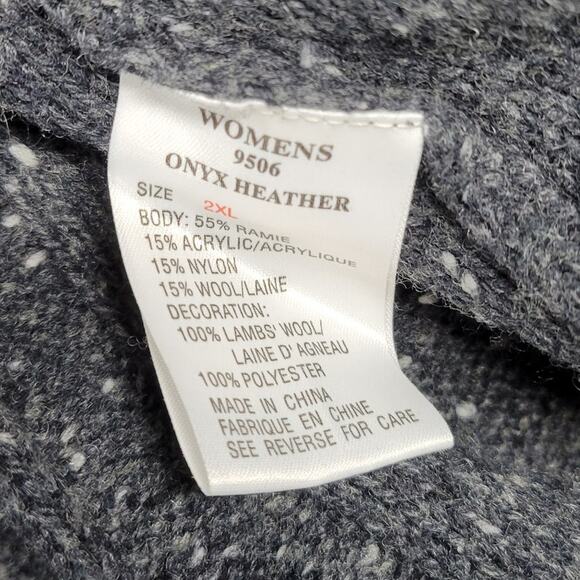 WOMENS
9506
ONYX HEATHER
SIZE 2XL
BODY: 55% RAMIE
15% ACRYLIC/ACRYLIQUE
15% NYLON
15% WOOL/LAINE
DECORATION:
100% LAMBS' WOOL/
LAINE D' AGNEAU
100% POLYESTER
MADE IN CHINA
FABRIQUE EN CHINE
SEE REVERSE FOR CARE